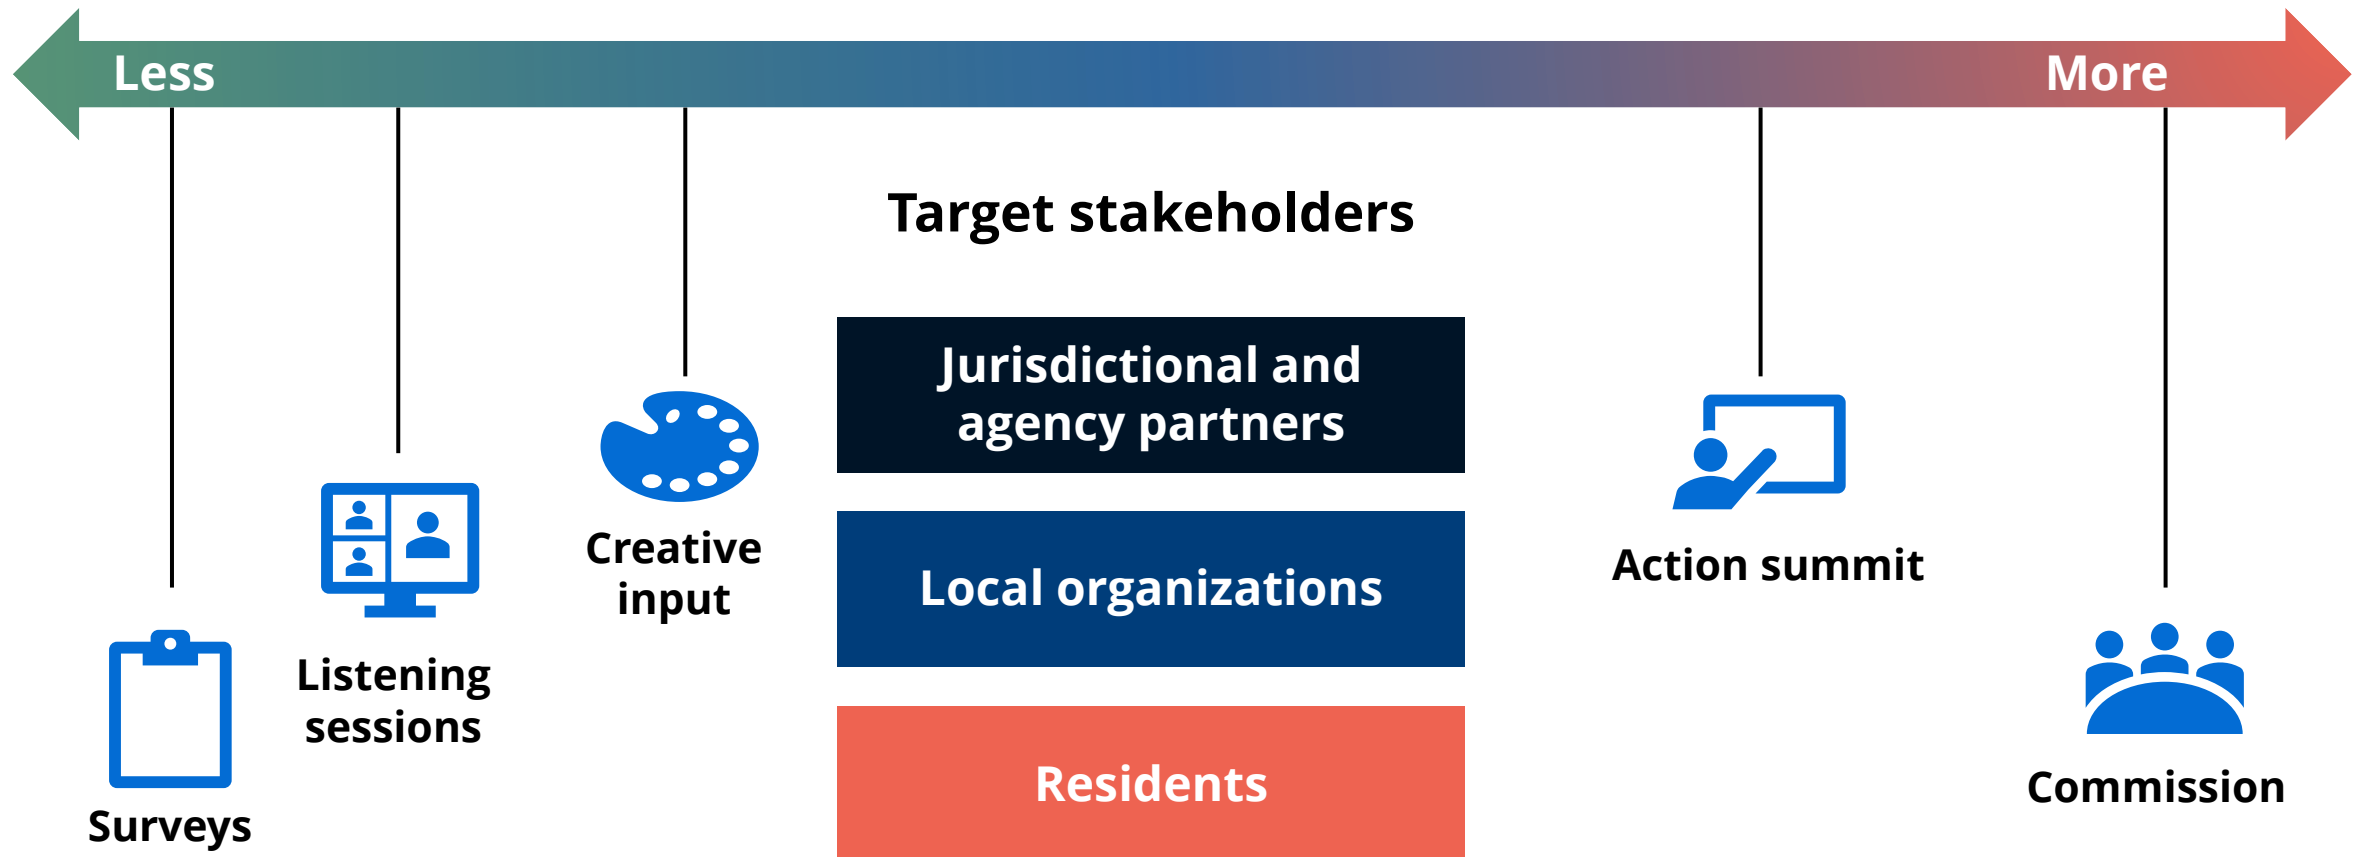 Less
More
Target stakeholders
Jurisdictional and
agency partners
Local organizations
Residents
Surveys
Listening
sessions
Creative
input
Action summit
Commission